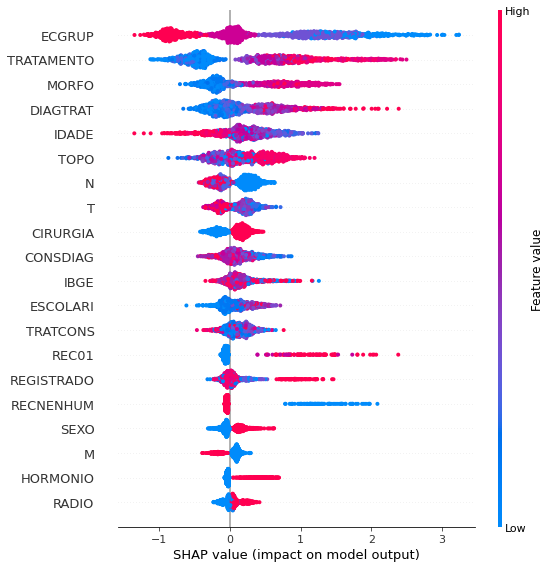 High
ECGRUP
TRATAMENTO
MORFO
DIAGTRAT
IDADE
TOPO
N
T
CIRURGIA
CONSDIAG
IBGE
ESCOLARI
TRATCONS
REC01
REGISTRADO
RECNENHUM
SEXO
M
HORMONIO
RADIO
Feature value
Low
−1 0 1 2 3
SHAP value (impact on model output)